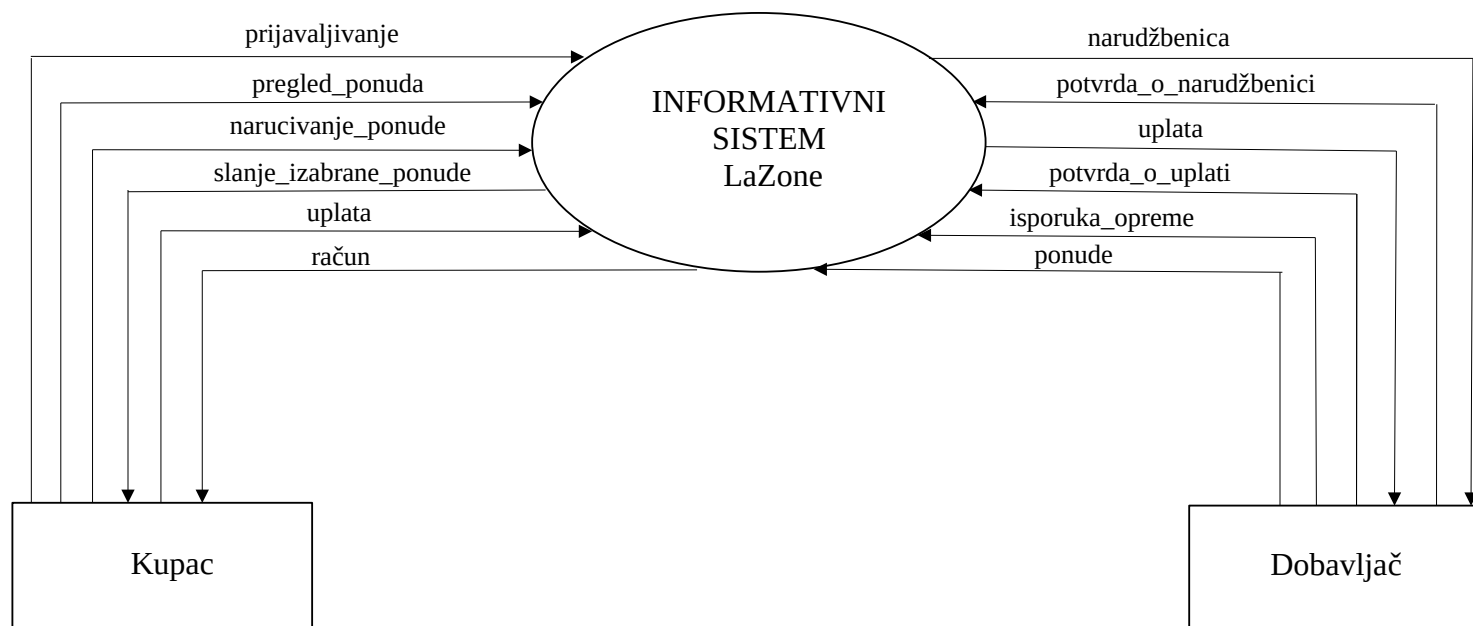 prijavaljivanje
pregled_ponuda
narucivanje_ponude
slanje_izabrane_ponude
uplata
račun
INFORMATIVNI
SISTEM
LaZone
narudžbenica
potvrda_o_narudžbenici
uplata
potvrda_o_uplati
isporuka_opreme
ponude
Kupac
Dobavljač